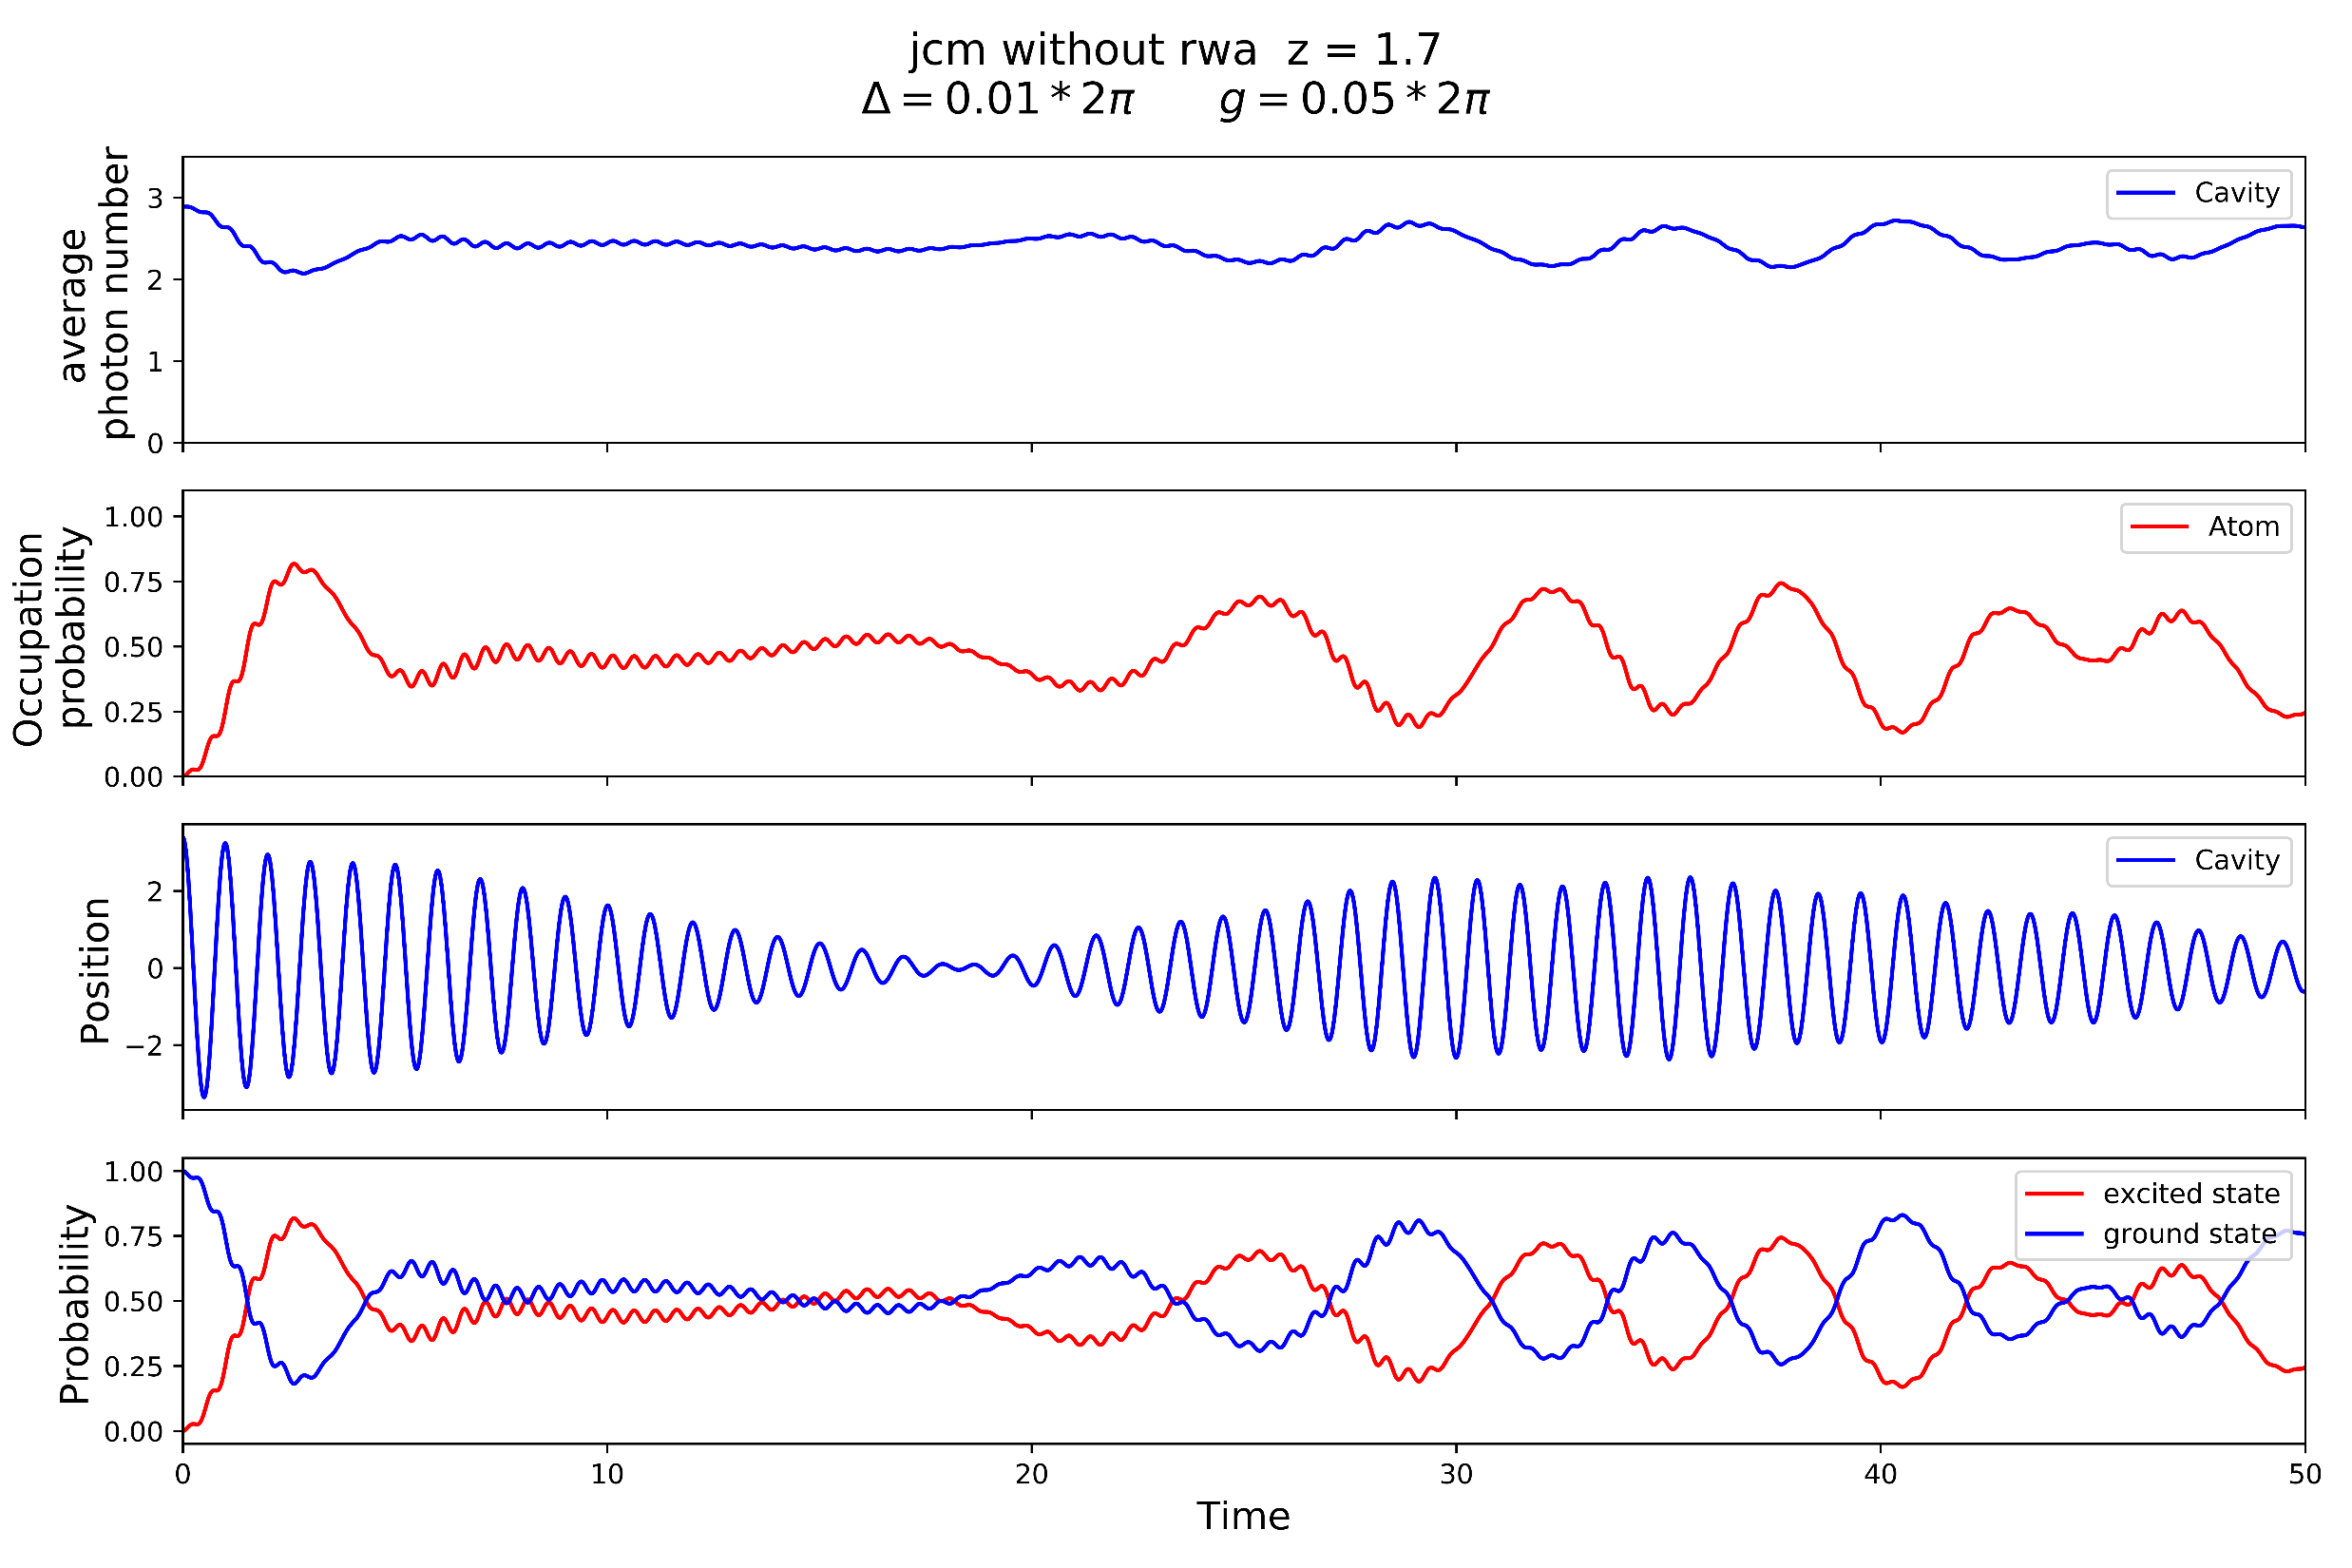 jcm without rwa z = 1.7
Δ = 0.01 * 2π g = 0.05 * 2π
average
photon number
3
2
1
0
Cavity
Occupation
probability
1.00
0.75
0.50
0.25
0.00
Atom
Position
2
0
−2
Cavity
Probability
1.00
0.75
0.50
0.25
0.00
excited state
ground state
0 10 20 30 40 50
Time